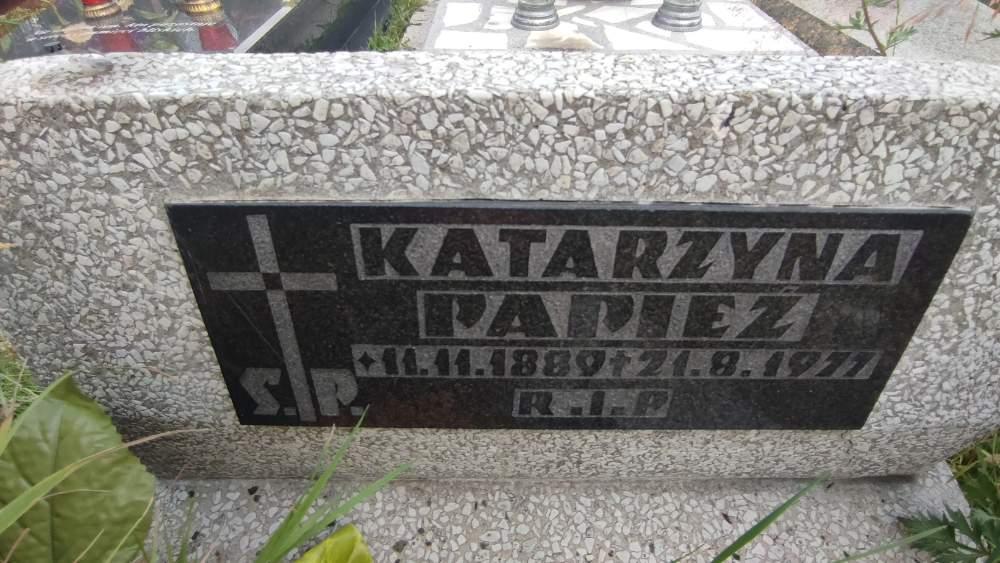 KATARZYNA
PAPIEŻ
✦11.11.1889✝21.8.1977
R.I.P
Ś.P.